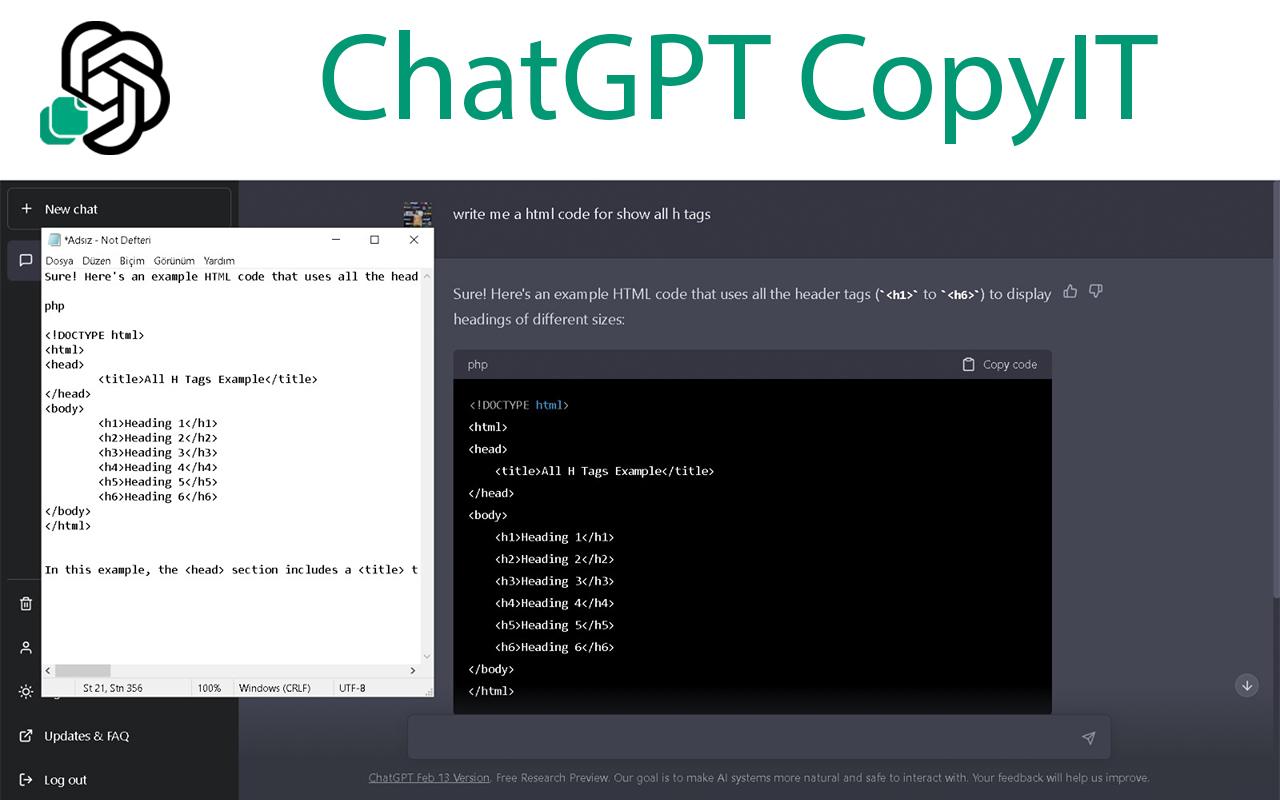 ChatGPT CopyIT
New chat
*Adsız - Not Defteri
Dosya Düzen Biçim Görünüm Yardım
Sure! Here's an example HTML code that uses all the head
php
<!DOCTYPE html>
<html>
<head>
<title>All H Tags Example</title>
</head>
<body>
<h1>Heading 1</h1>
<h2>Heading 2</h2>
<h3>Heading 3</h3>
<h4>Heading 4</h4>
<h5>Heading 5</h5>
<h6>Heading 6</h6>
</body>
</html>
In this example, the <head> section includes a <title> t
St 21, Stn 356 100% Windows (CRLF) UTF-8
Updates & FAQ
Log out
write me a html code for show all h tags
Sure! Here's an example HTML code that uses all the header tags (`<h1>` to `<h6>`) to display
headings of different sizes:
php Copy code
<!DOCTYPE html>
<html>
<head>
<title>All H Tags Example</title>
</head>
<body>
<h1>Heading 1</h1>
<h2>Heading 2</h2>
<h3>Heading 3</h3>
<h4>Heading 4</h4>
<h5>Heading 5</h5>
<h6>Heading 6</h6>
</body>
</html>
ChatGPT Feb 13 Version. Free Research Preview. Our goal is to make AI systems more natural and safe to interact with. Your feedback will help us improve.